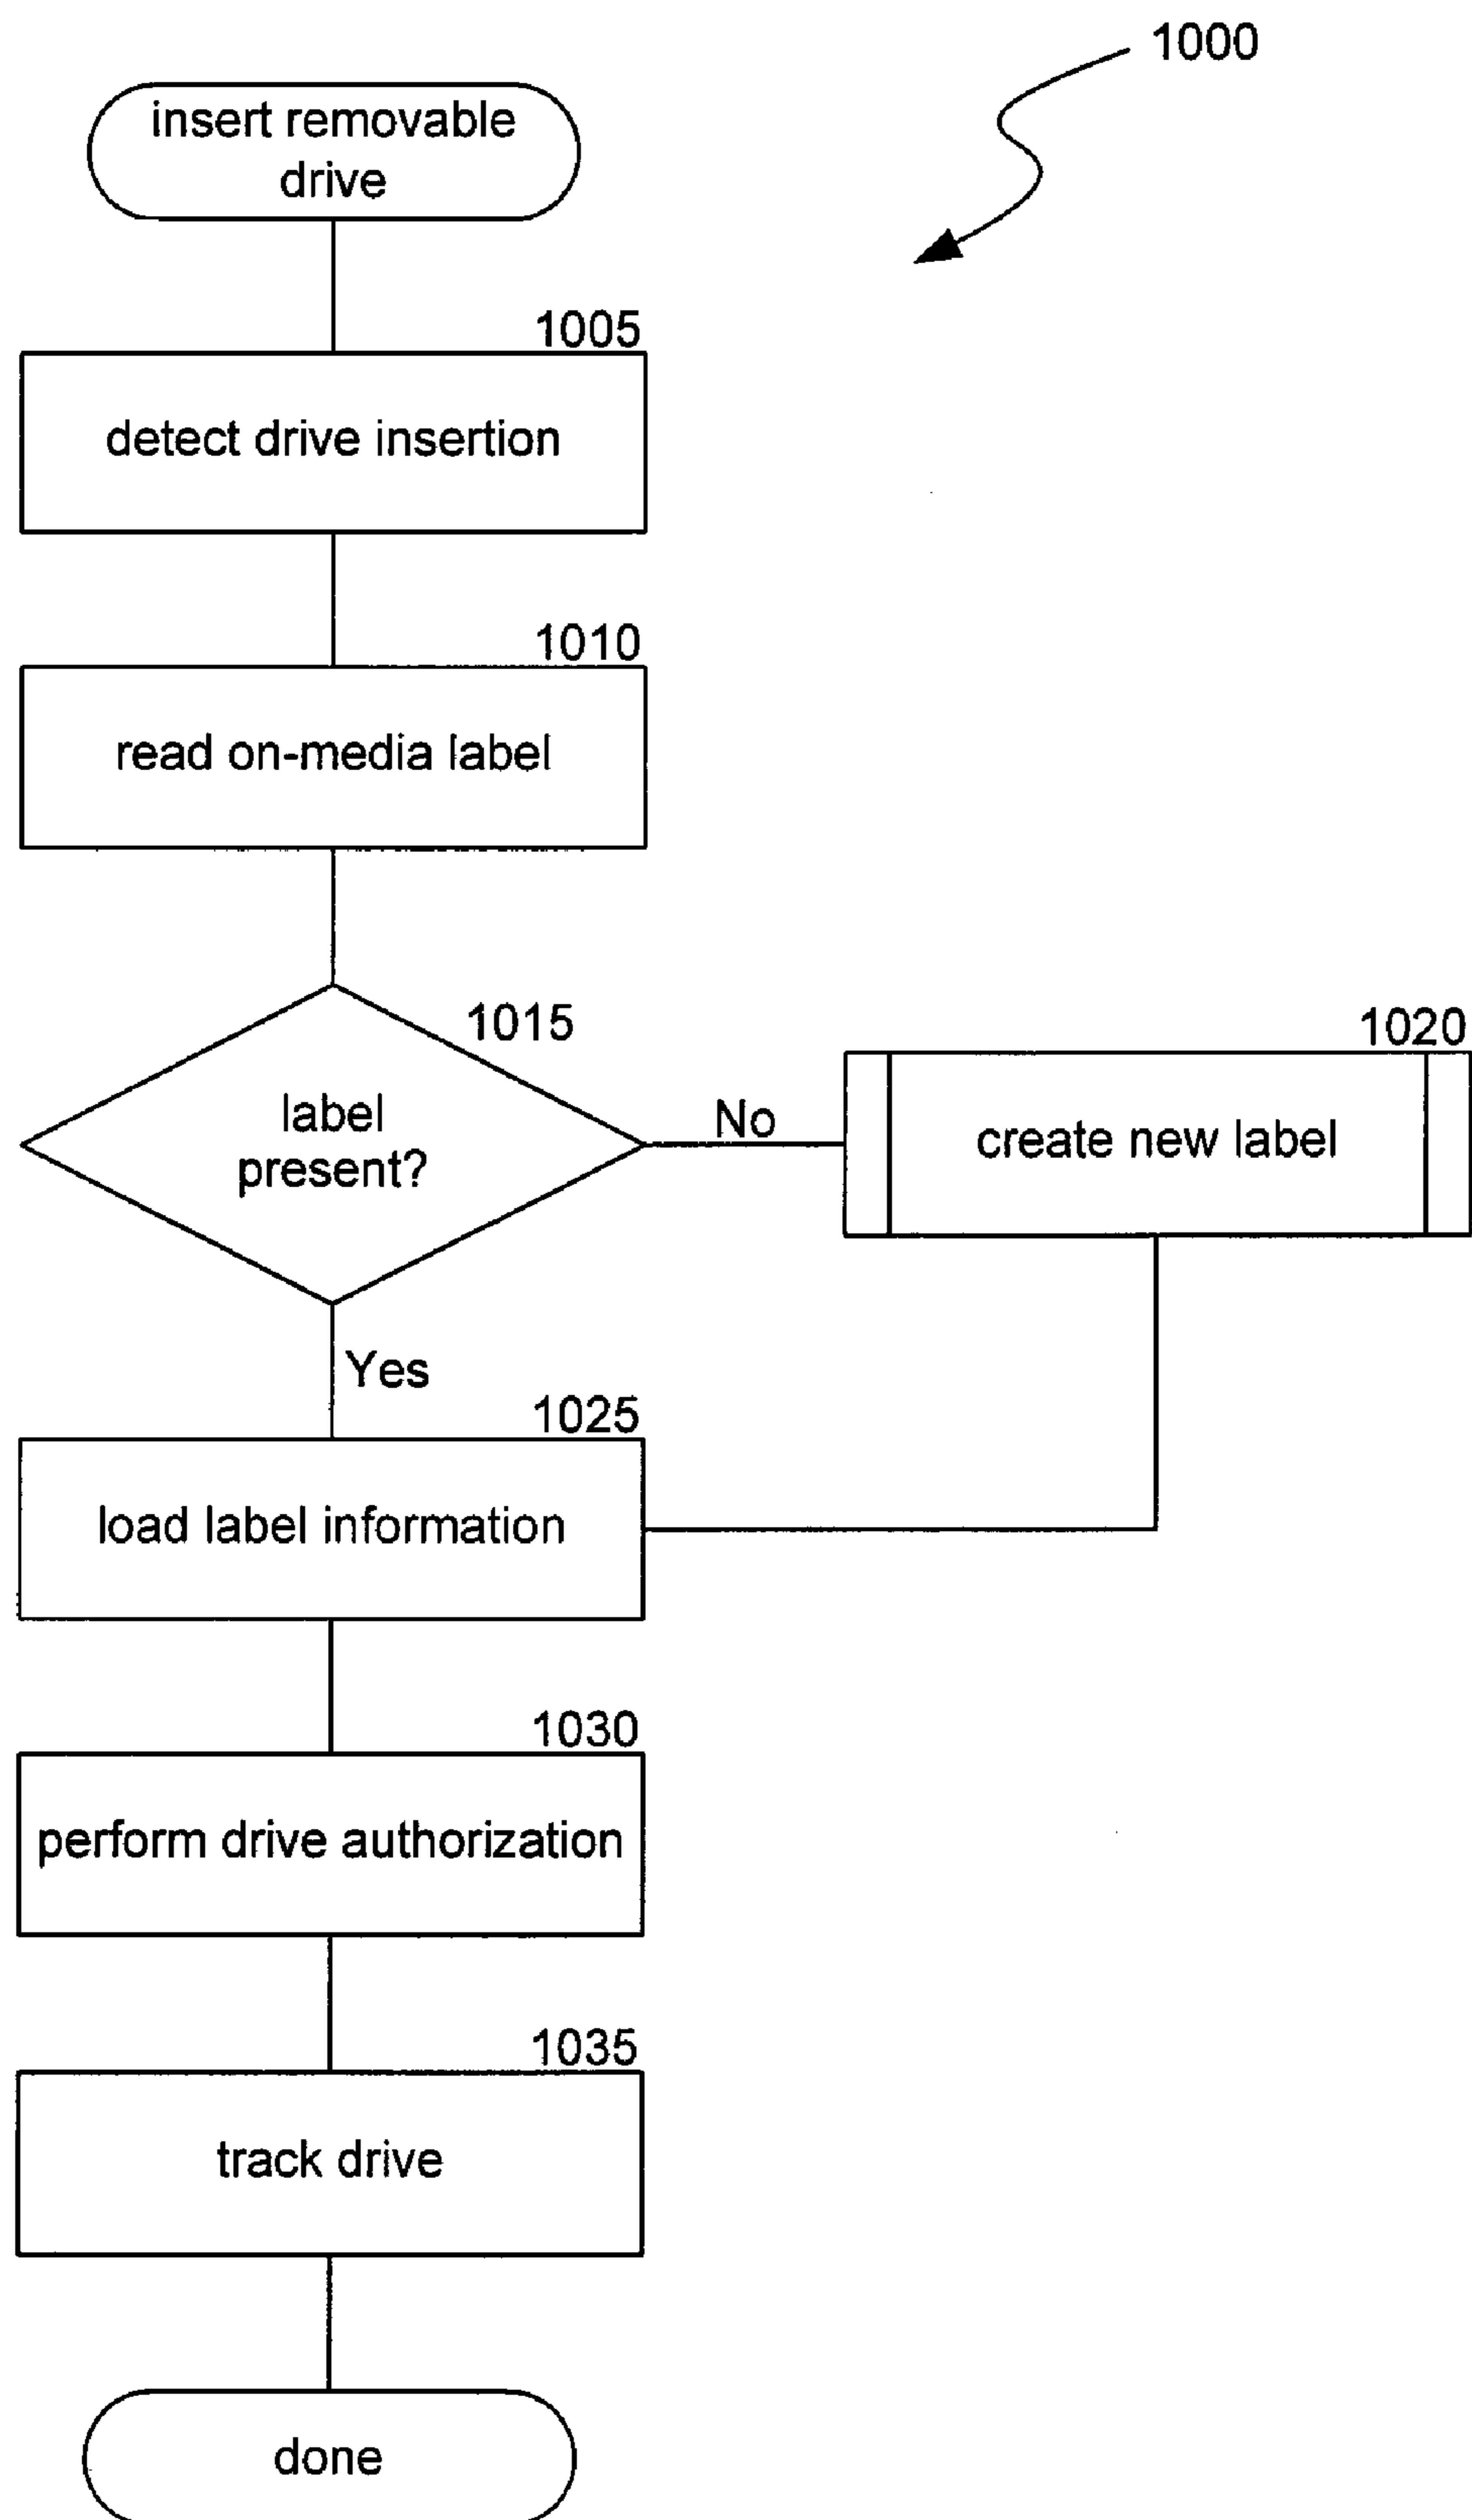 1000
insert removable
drive
1005
detect drive insertion
1010
read on-media label
1015
label
present?
No
1020
create new label
Yes
1025
load label information
1030
perform drive authorization
1035
track drive
done